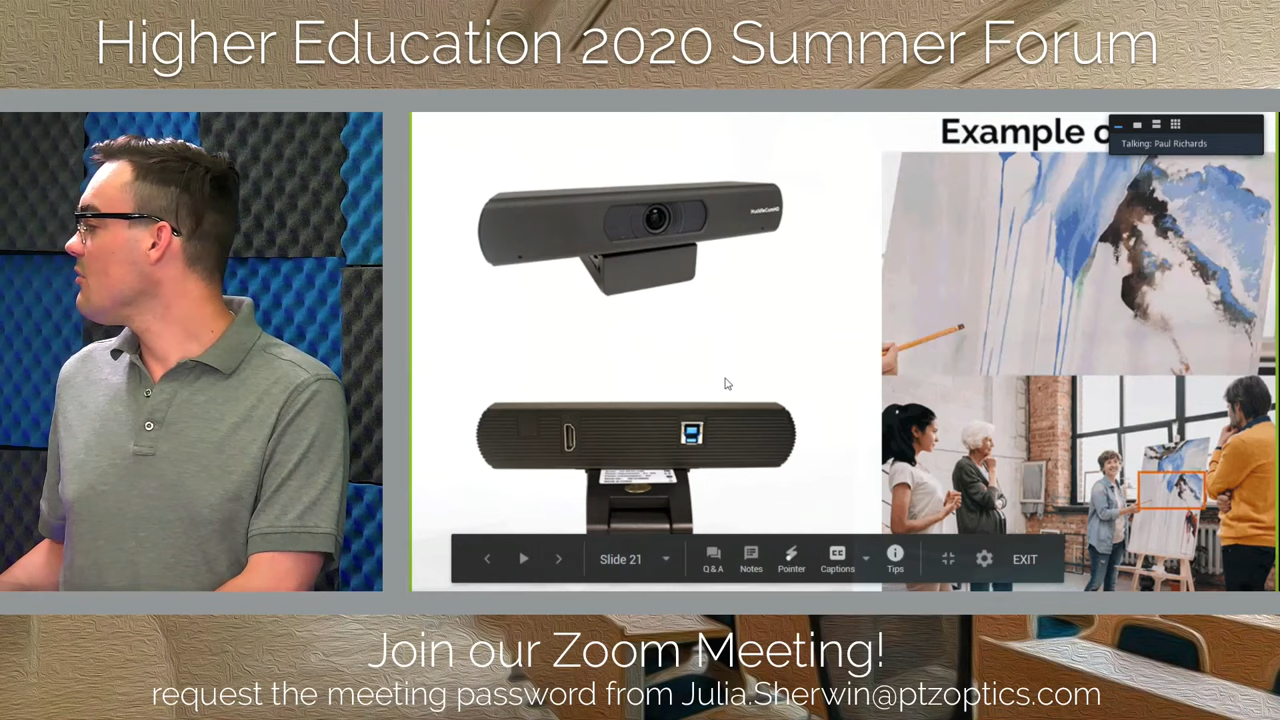 Higher Education 2020 Summer Forum
Example o
Talking: Paul Richards
HuddleCamHD
Slide 21
Q & A
Notes
Pointer
Captions
Tips
EXIT
Join our Zoom Meeting!
request the meeting password from Julia.Sherwin@ptzoptics.com